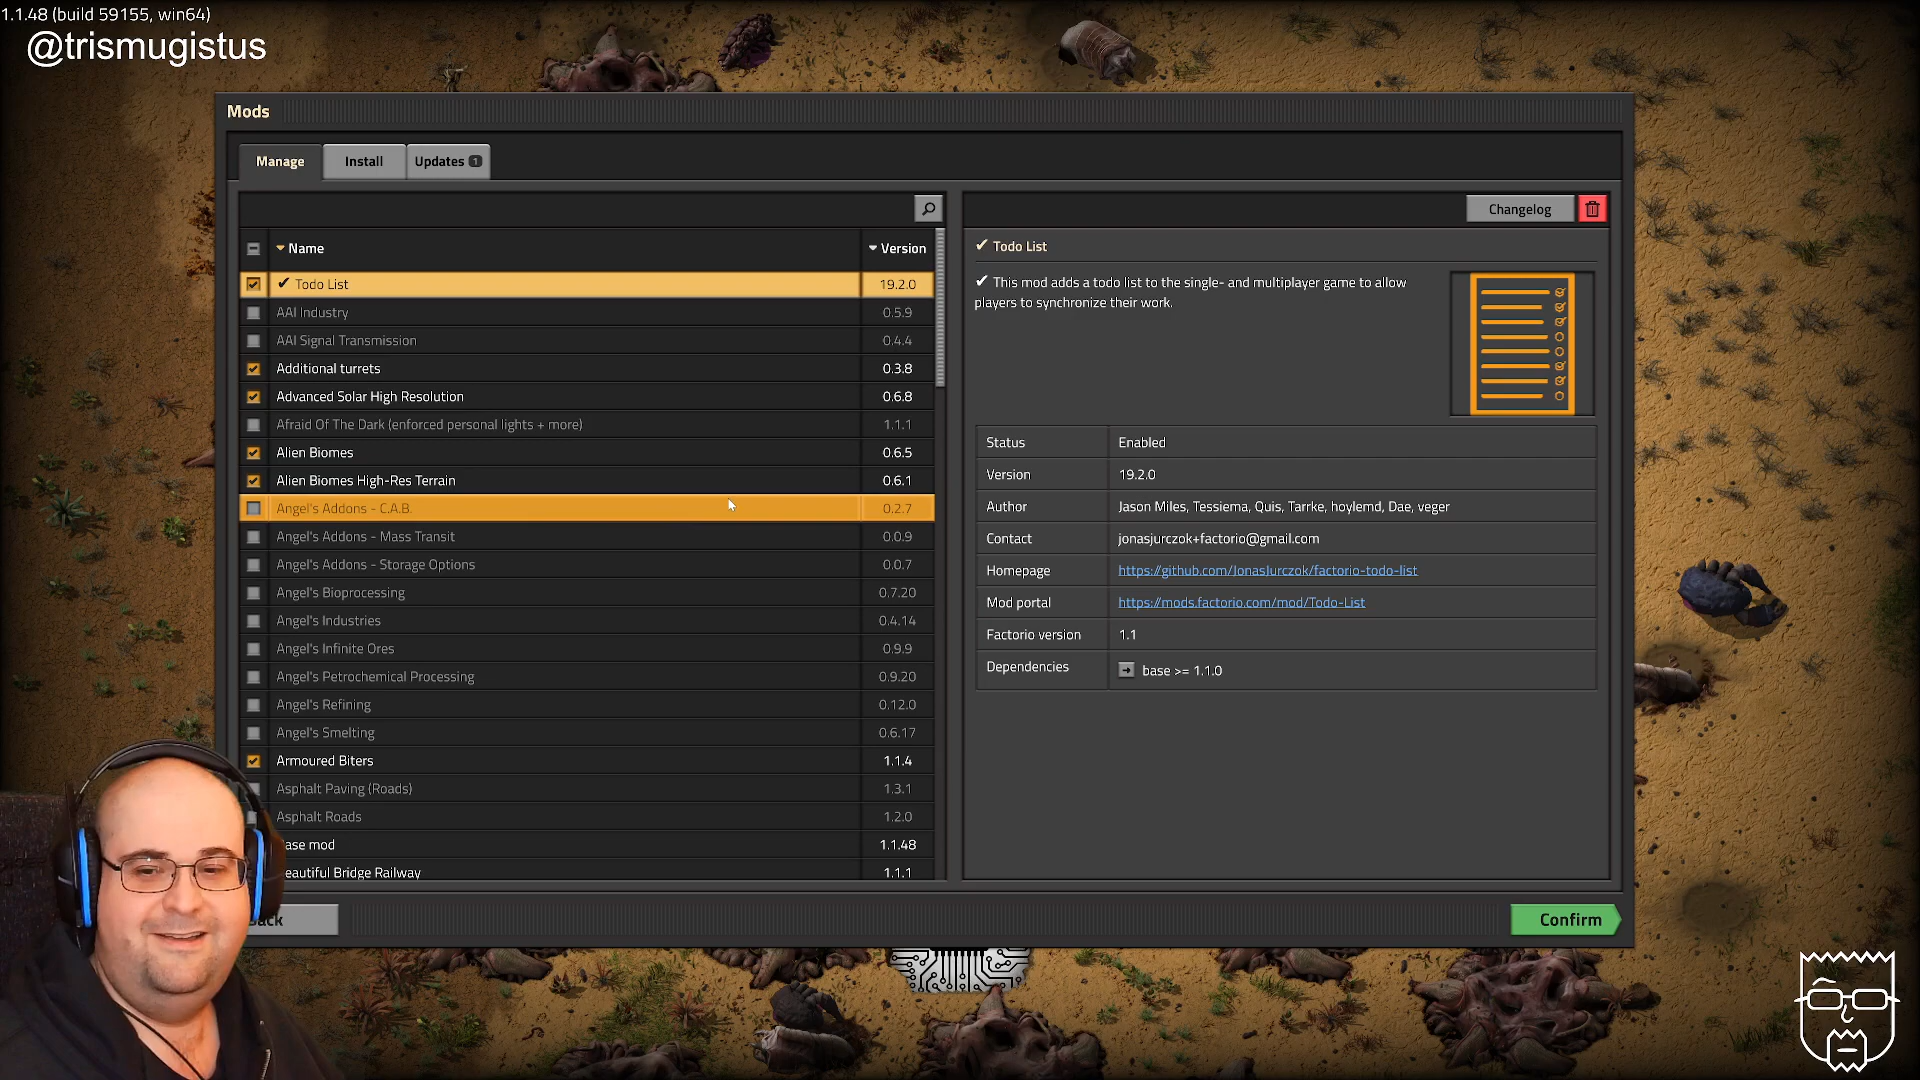 1.1.48 (build 59155, win64)
@trismugistus
Mods
Manage
Install
Updates 1
Name
Version
✔ Todo List 19.2.0
AAI Industry 0.5.9
AAI Signal Transmission 0.4.4
Additional turrets 0.3.8
Advanced Solar High Resolution 0.6.8
Afraid Of The Dark (enforced personal lights + more) 1.1.1
Alien Biomes 0.6.5
Alien Biomes High-Res Terrain 0.6.1
Angel's Addons - C.A.B. 0.2.7
Angel's Addons - Mass Transit 0.0.9
Angel's Addons - Storage Options 0.0.7
Angel's Bioprocessing 0.7.20
Angel's Industries 0.4.14
Angel's Infinite Ores 0.9.9
Angel's Petrochemical Processing 0.9.20
Angel's Refining 0.12.0
Angel's Smelting 0.6.17
Armoured Biters 1.1.4
Asphalt Paving (Roads) 1.3.1
Asphalt Roads 1.2.0
ase mod 1.1.48
eautiful Bridge Railway 1.1.1
Changelog
✔ Todo List
✔ This mod adds a todo list to the single- and multiplayer game to allow
players to synchronize their work.
Status Enabled
Version 19.2.0
Author Jason Miles, Tessiema, Quis, Tarrke, hoylemd, Dae, veger
Contact jonasjurczok+factorio@gmail.com
Homepage https://github.com/JonasJurczok/factorio-todo-list
Mod portal https://mods.factorio.com/mod/Todo-List
Factorio version 1.1
Dependencies base >= 1.1.0
Confirm